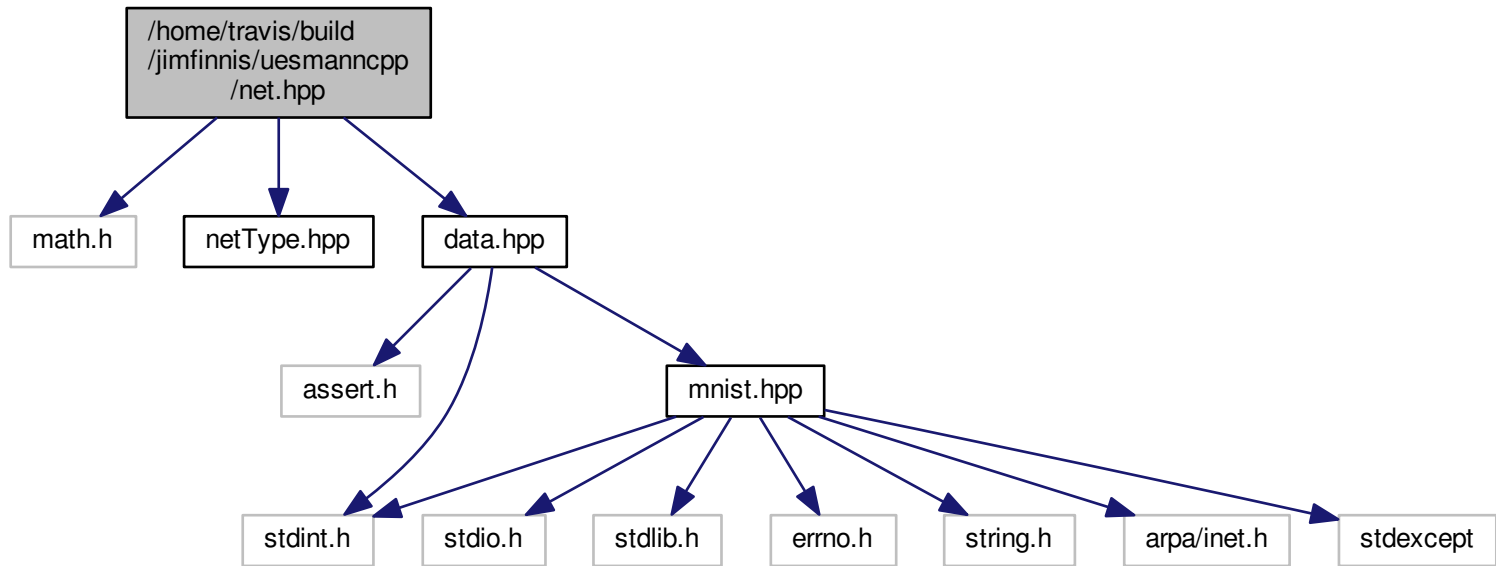 /home/travis/build
/jimfinnis/uesmanncpp
/net.hpp
math.h
netType.hpp
data.hpp
assert.h
mnist.hpp
stdint.h
stdio.h
stdlib.h
errno.h
string.h
arpa/inet.h
stdexcept